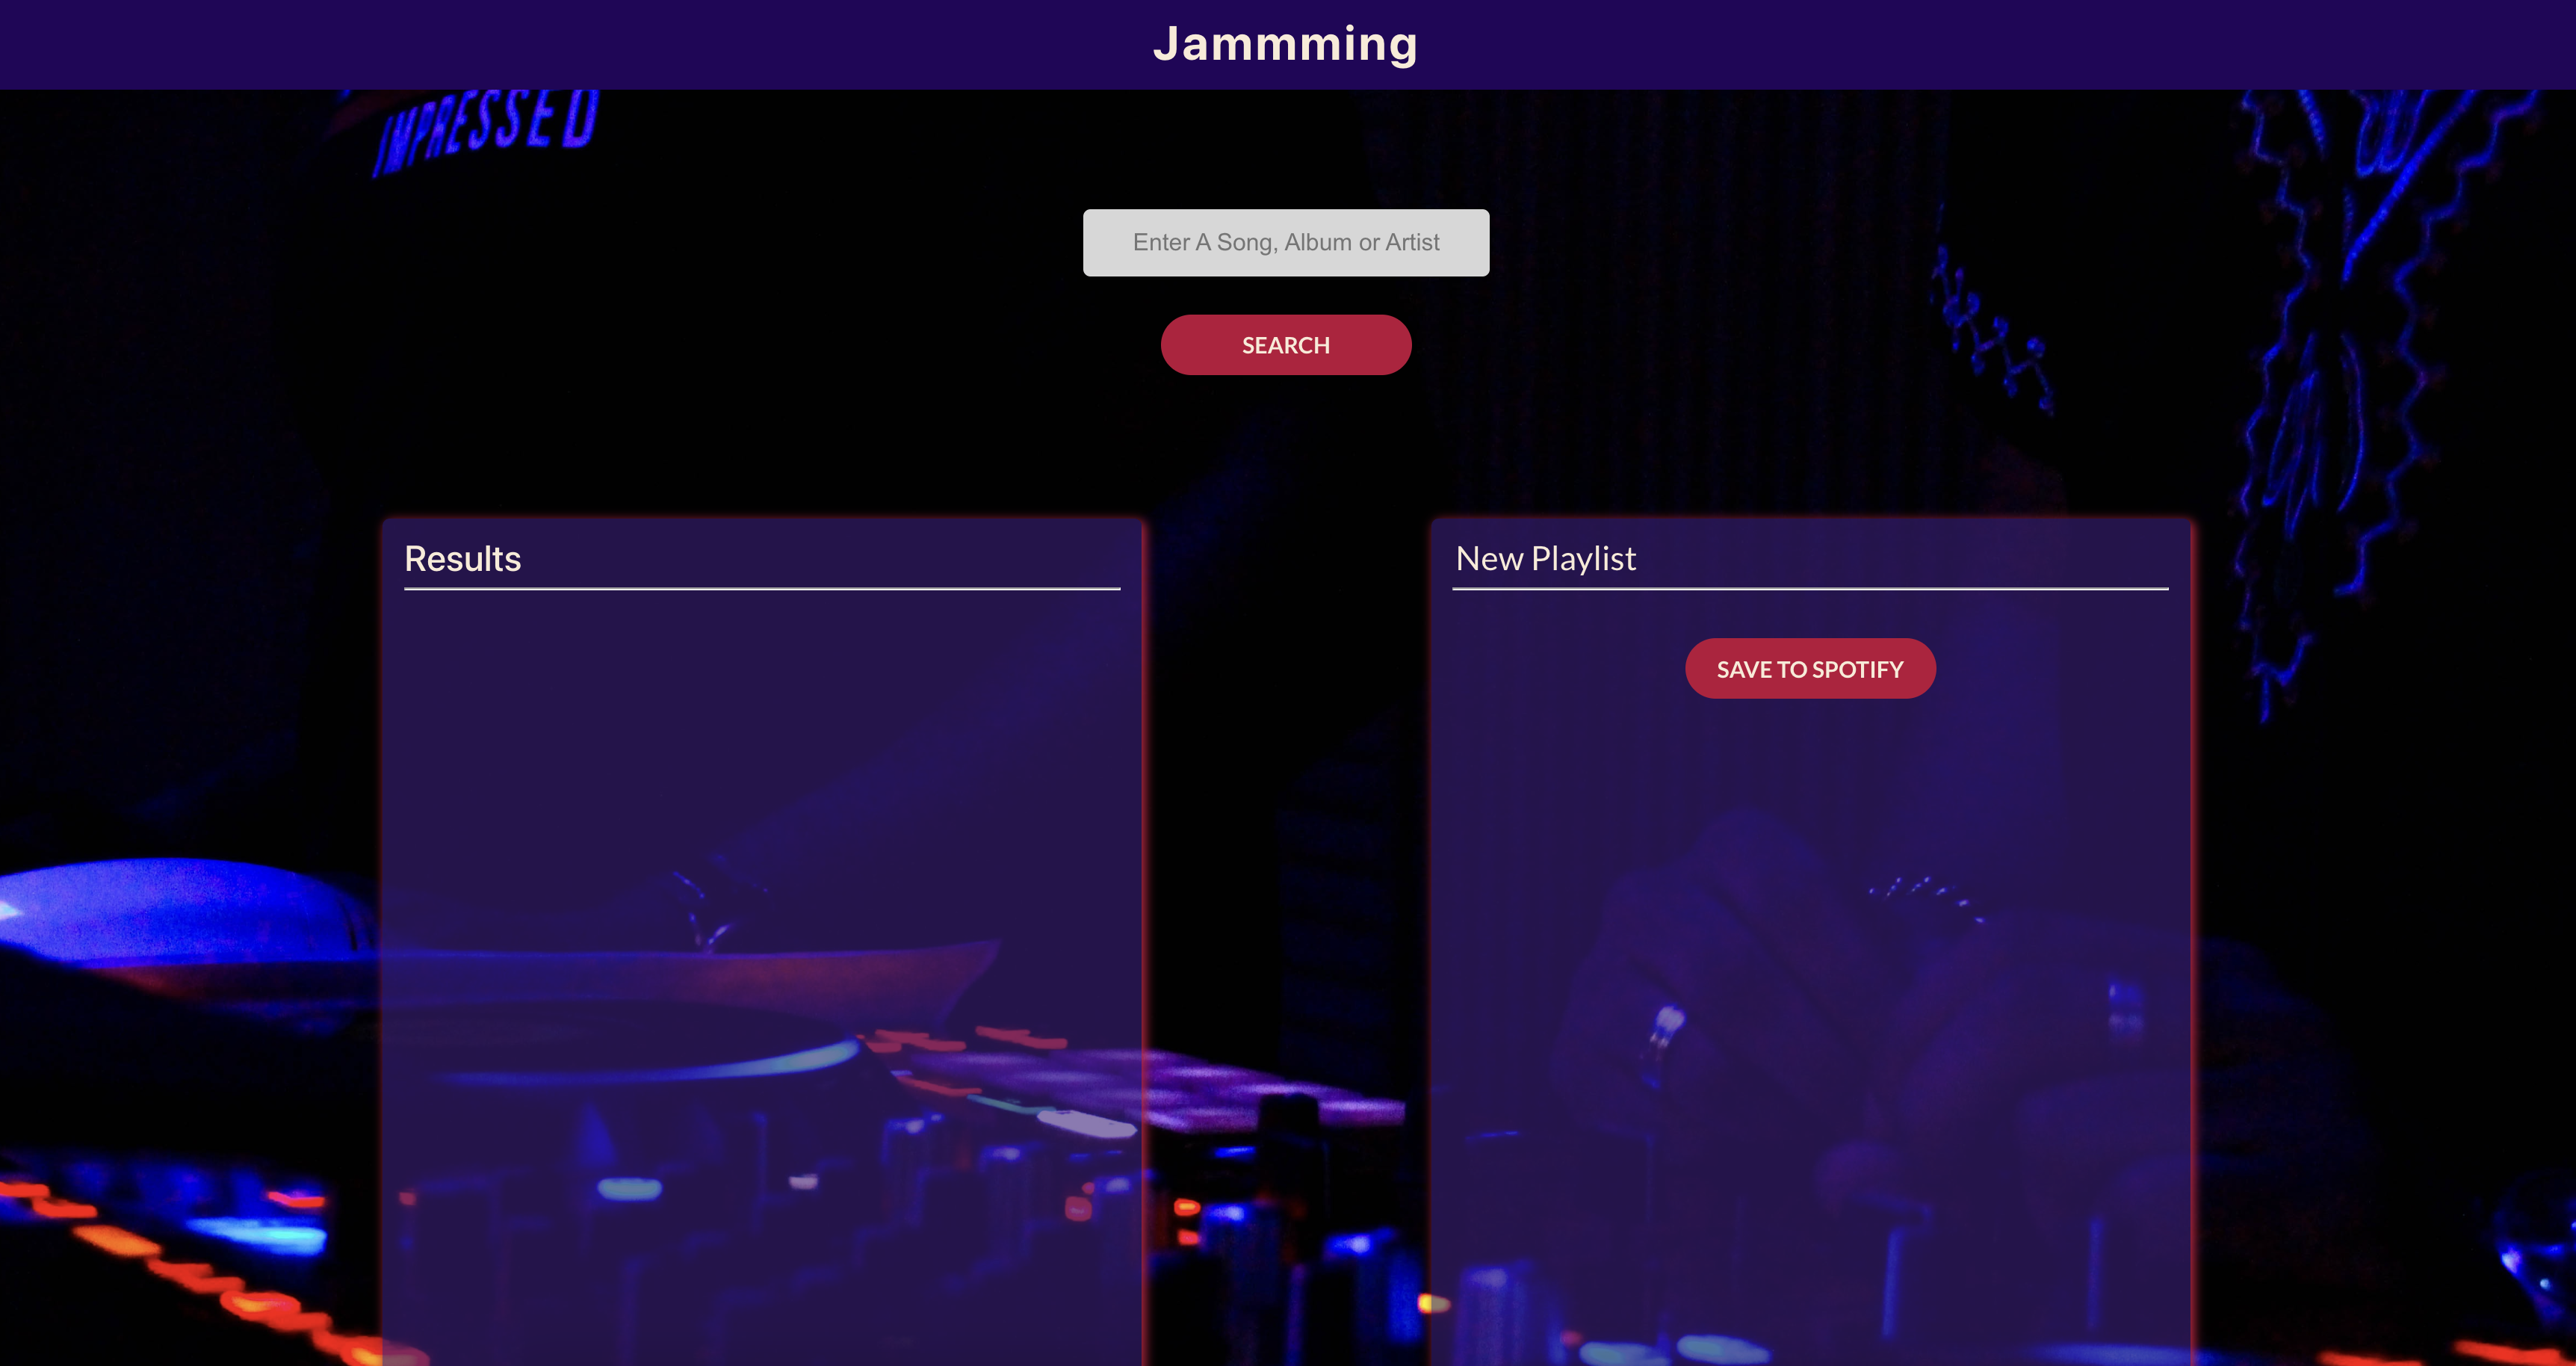 Jammming
IMPRESSED
Enter A Song, Album or Artist
SEARCH
Results
New Playlist
SAVE TO SPOTIFY